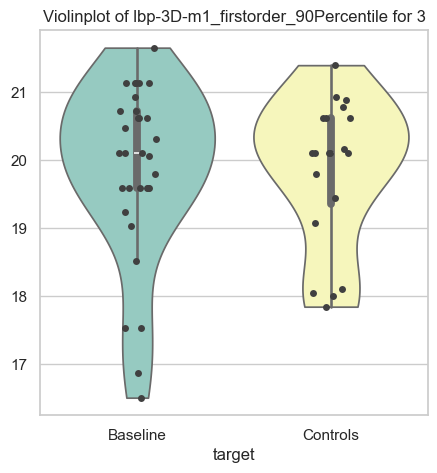 Violinplot of lbp-3D-m1_firstorder_90Percentile for 3
21
20
19
18
17
Baseline
Controls
target